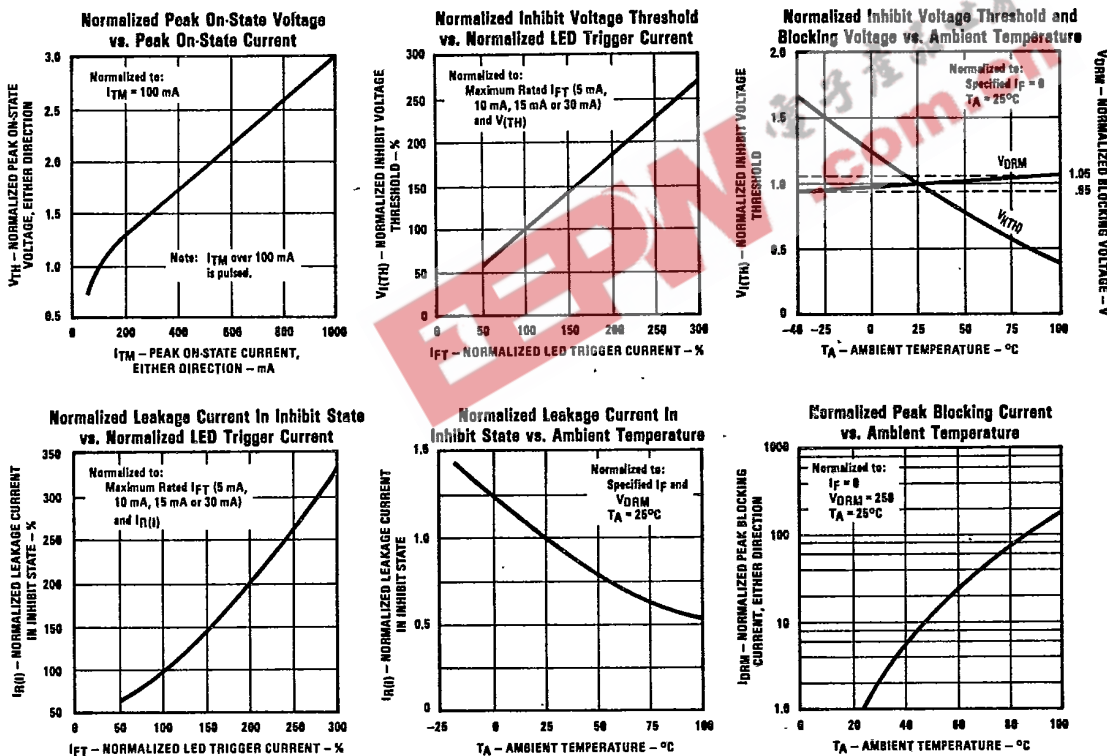 Normalized Peak On-State Voltage
vs. Peak On-State Current
Normalized to:
ITM = 100 mA
Note: ITM over 100 mA
is pulsed.
VTH – NORMALIZED PEAK ON-STATE
VOLTAGE, EITHER DIRECTION
3.0
2.5
2.0
1.5
1.0
0.5
0 200 400 600 800 1000
ITM – PEAK ON-STATE CURRENT,
EITHER DIRECTION – mA
Normalized Inhibit Voltage Threshold
vs. Normalized LED Trigger Current
Normalized to:
Maximum Rated IFT (5 mA,
10 mA, 15 mA or 30 mA)
and V(TH)
VI(TH) – NORMALIZED INHIBIT VOLTAGE
THRESHOLD – %
300
250
200
150
100
50
0
0 50 100 150 200 250 300
IFT – NORMALIZED LED TRIGGER CURRENT – %
Normalized Inhibit Voltage Threshold and
Blocking Voltage vs. Ambient Temperature
Normalized to:
Specified IF = 0
TA = 25°C
VDRM
1.05
.95
VI(TH) – NORMALIZED INHIBIT VOLTAGE
THRESHOLD
VDRM – NORMALIZED BLOCKING VOLTAGE – V
2.0
1.5
1.0
0.5
0
-25 0 25 50 75 100
TA – AMBIENT TEMPERATURE – °C
EEPW
.com.cn
Normalized Leakage Current In Inhibit State
vs. Normalized LED Trigger Current
Normalized to:
Maximum Rated IFT (5 mA,
10 mA, 15 mA or 30 mA)
and IR(I)
IR(I) – NORMALIZED LEAKAGE CURRENT
IN INHIBIT STATE – %
350
300
250
200
150
100
50
50 100 150 200 250 300
IFT – NORMALIZED LED TRIGGER CURRENT – %
Normalized Leakage Current In
Inhibit State vs. Ambient Temperature
Normalized to:
Specified IF and
VDRM
TA = 25°C
IR(I) – NORMALIZED LEAKAGE CURRENT
IN INHIBIT STATE
1.5
1.0
0.5
0
-25 0 25 50 75 100
TA – AMBIENT TEMPERATURE – °C
Normalized Peak Blocking Current
vs. Ambient Temperature
Normalized to:
IF = 0
VDRM = 250
TA = 25°C
IDRM – NORMALIZED PEAK BLOCKING
CURRENT, EITHER DIRECTION
1000
100
10
1.0
0 20 40 60 80 100
TA – AMBIENT TEMPERATURE – °C